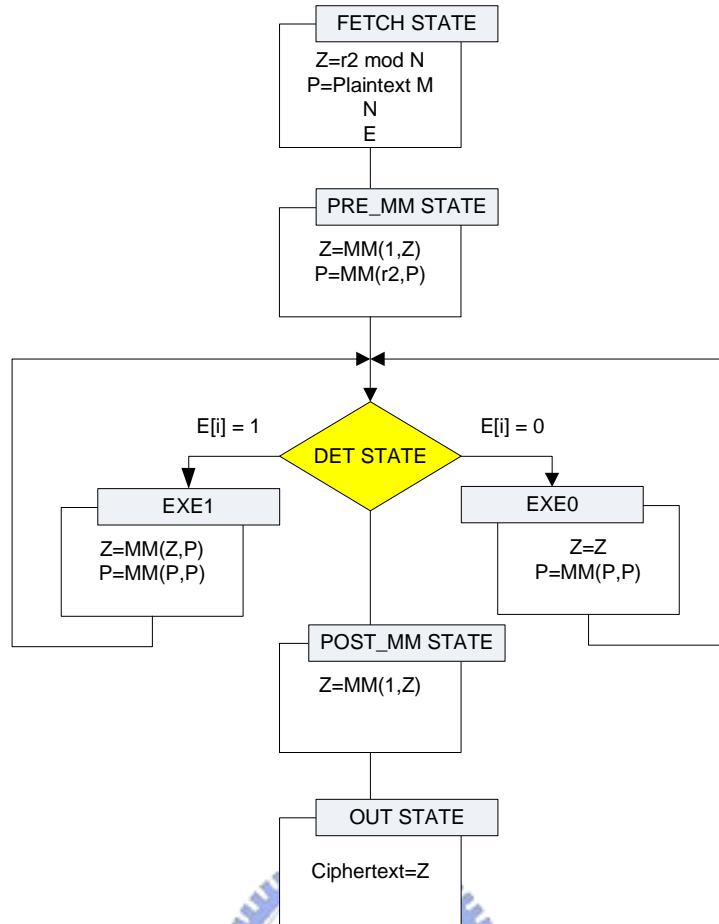 FETCH STATE
Z=r2 mod N
P=Plaintext M
N
E
PRE_MM STATE
Z=MM(1,Z)
P=MM(r2,P)
E[i] = 1
E[i] = 0
DET STATE
EXE1
Z=MM(Z,P)
P=MM(P,P)
EXE0
Z=Z
P=MM(P,P)
POST_MM STATE
Z=MM(1,Z)
OUT STATE
Ciphertext=Z